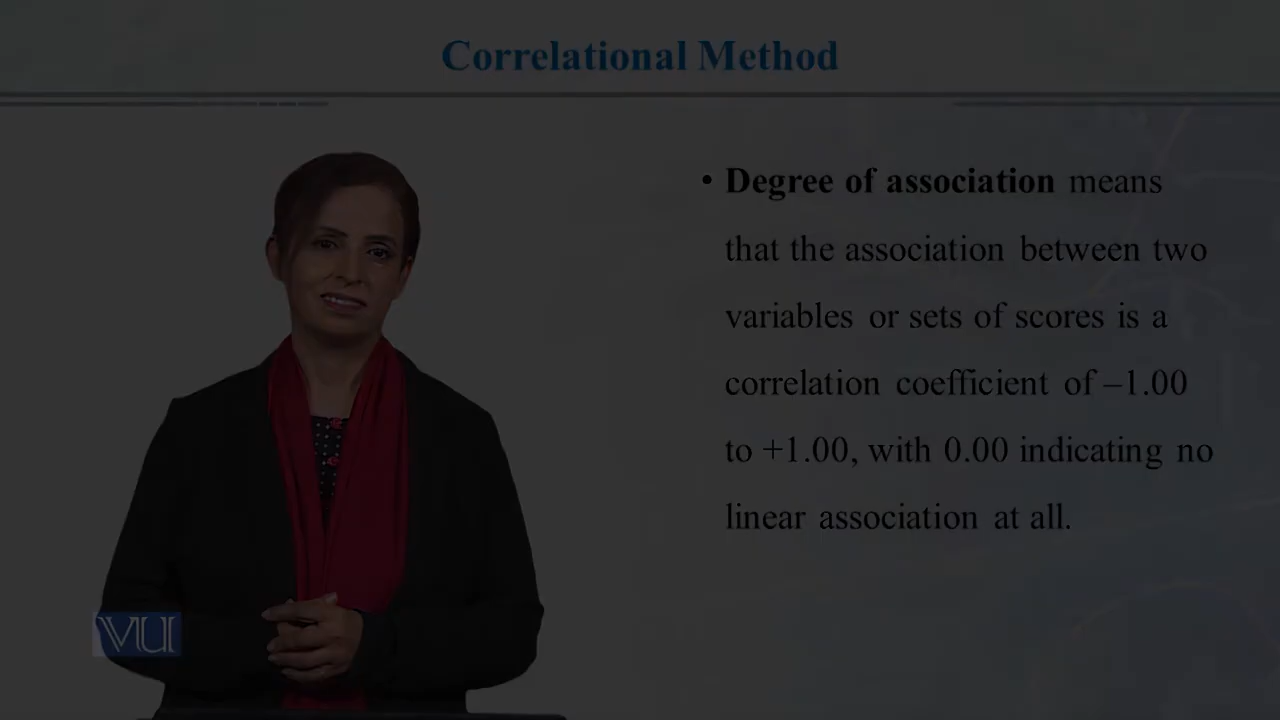 Correlational Method
• Degree of association means
that the association between two
variables or sets of scores is a
correlation coefficient of –1.00
to +1.00, with 0.00 indicating no
linear association at all.
VU